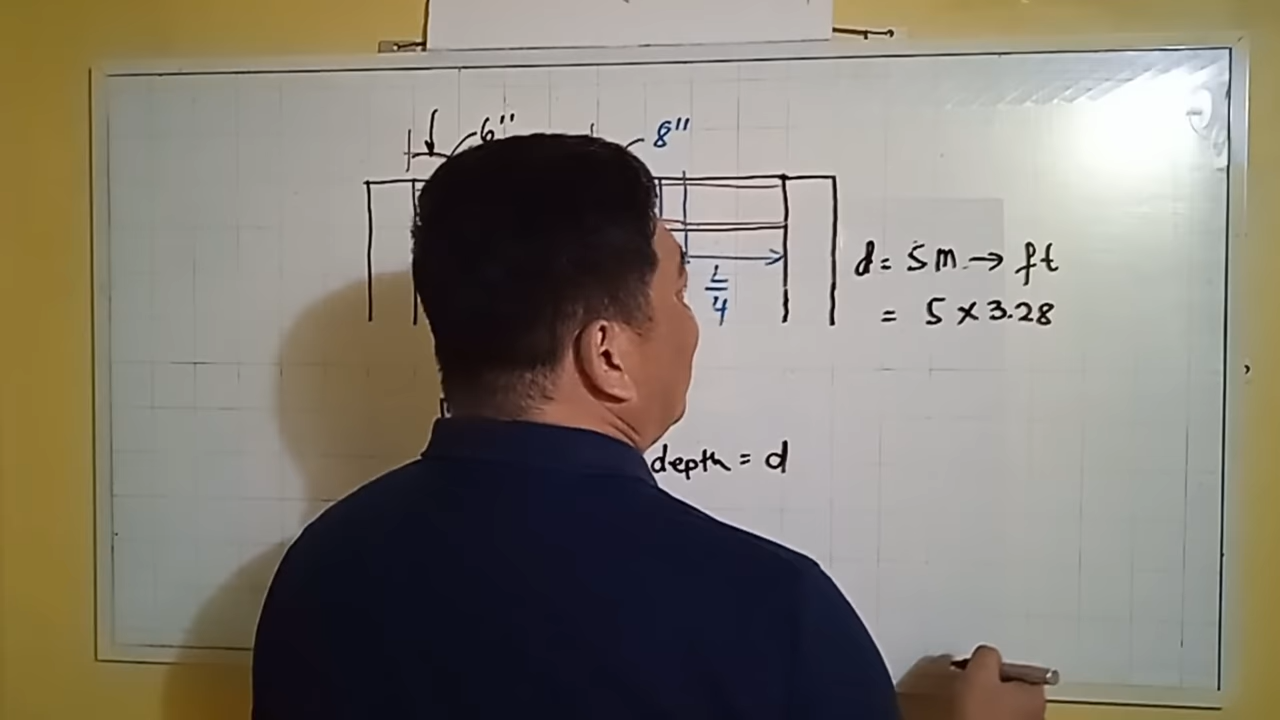 6"
8"
L/4
d = 5m → ft
= 5 × 3.28
depth = d